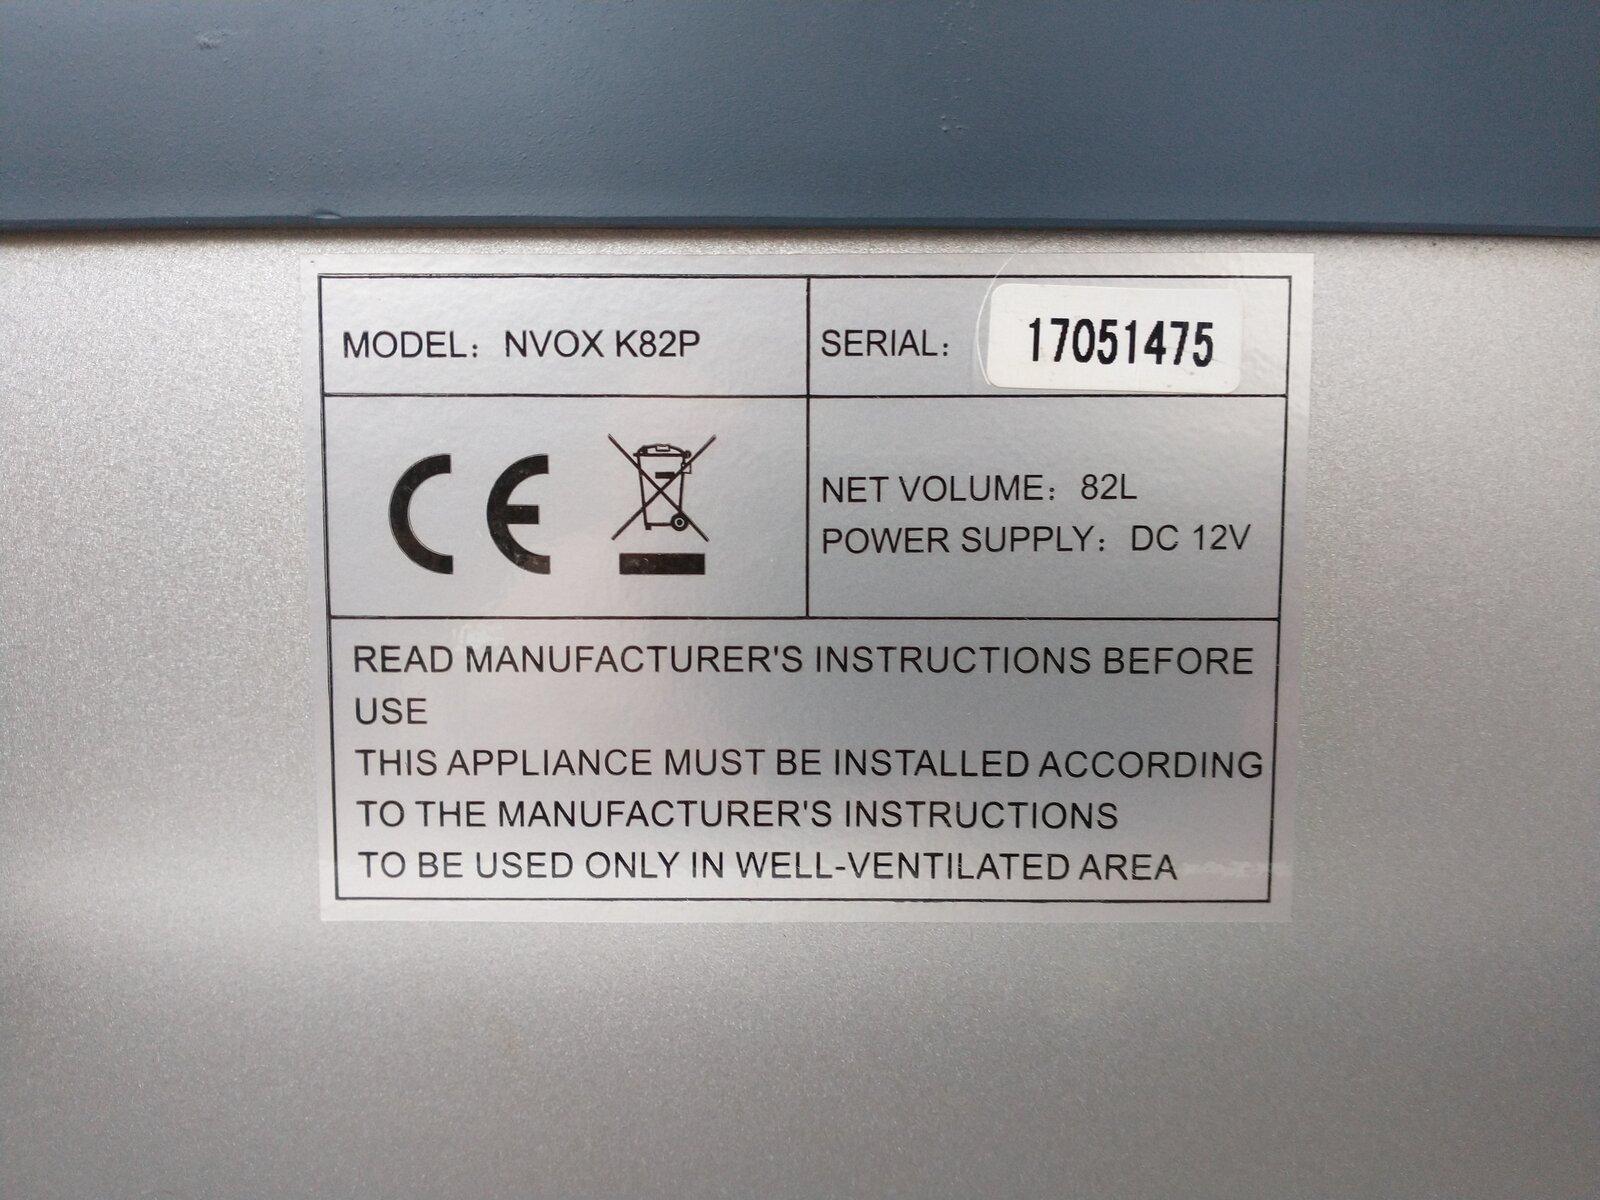 MODEL: NVOX K82P
SERIAL: 17051475
CE
NET VOLUME: 82L
POWER SUPPLY: DC 12V
READ MANUFACTURER'S INSTRUCTIONS BEFORE
USE
THIS APPLIANCE MUST BE INSTALLED ACCORDING
TO THE MANUFACTURER'S INSTRUCTIONS
TO BE USED ONLY IN WELL-VENTILATED AREA